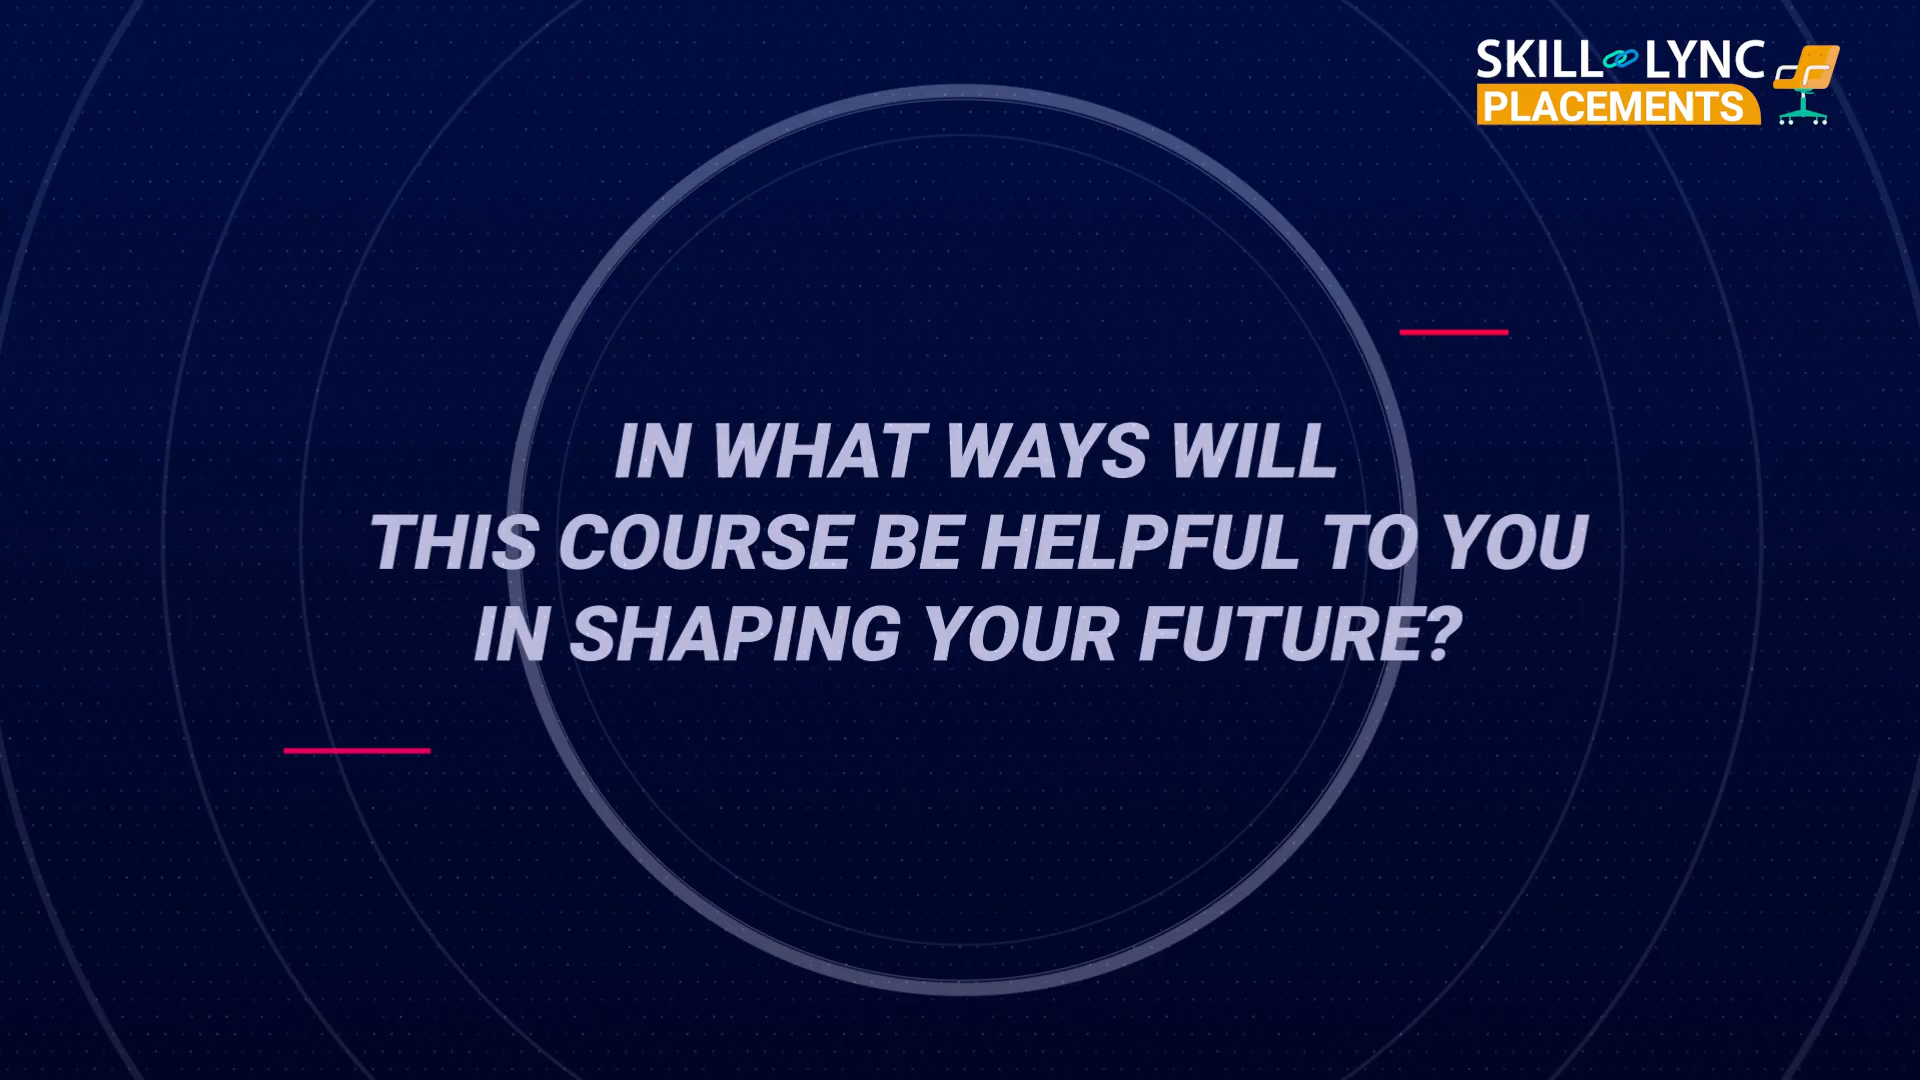 SKILL LYNC
PLACEMENTS
IN WHAT WAYS WILL
THIS COURSE BE HELPFUL TO YOU
IN SHAPING YOUR FUTURE?